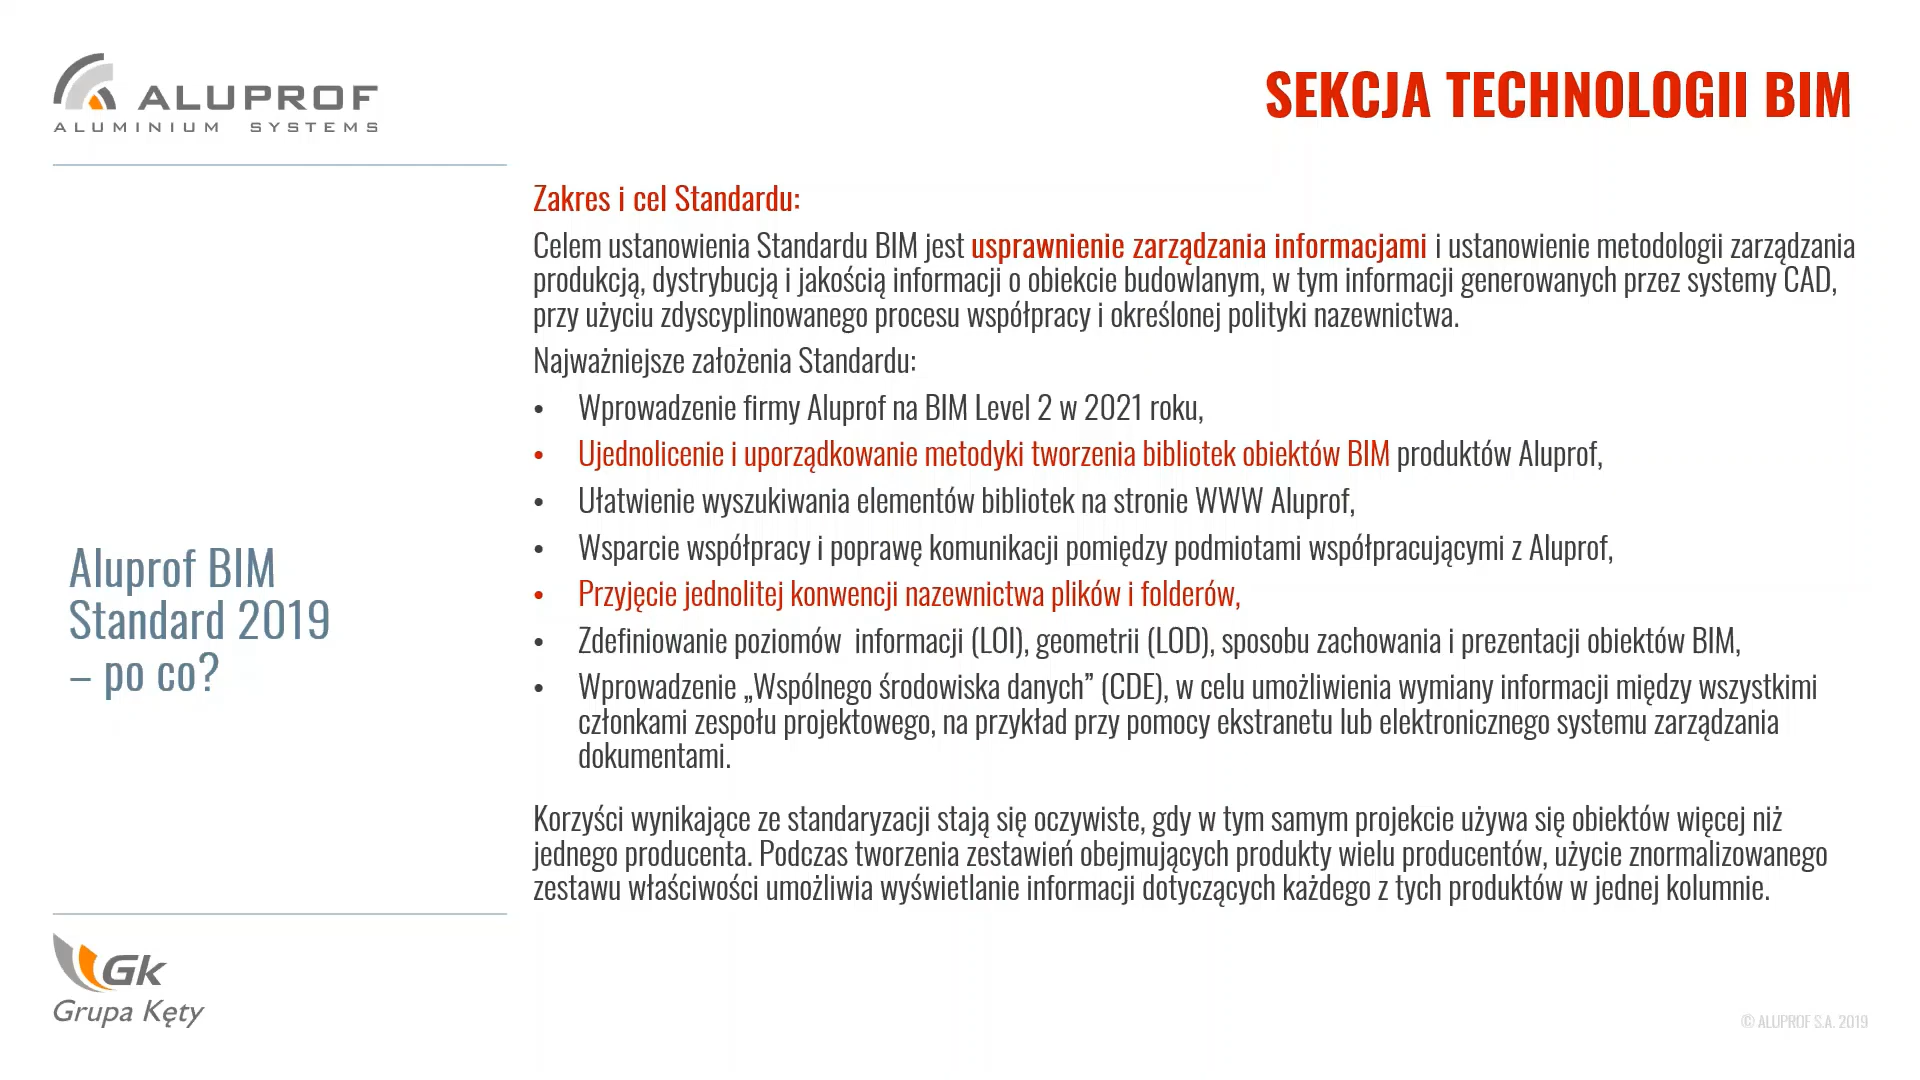 ALUPROF
ALUMINIUM SYSTEMS
SEKCJA TECHNOLOGII BIM
Aluprof BIM
Standard 2019
– po co?
Zakres i cel Standardu:
Celem ustanowienia Standardu BIM jest usprawnienie zarządzania informacjami i ustanowienie metodologii zarządzania
produkcją, dystrybucją i jakością informacji o obiekcie budowlanym, w tym informacji generowanych przez systemy CAD,
przy użyciu zdyscyplinowanego procesu współpracy i określonej polityki nazewnictwa.
Najważniejsze założenia Standardu:
• Wprowadzenie firmy Aluprof na BIM Level 2 w 2021 roku,
• Ujednolicenie i uporządkowanie metodyki tworzenia bibliotek obiektów BIM produktów Aluprof,
• Ułatwienie wyszukiwania elementów bibliotek na stronie WWW Aluprof,
• Wsparcie współpracy i poprawę komunikacji pomiędzy podmiotami współpracującymi z Aluprof,
• Przyjęcie jednolitej konwencji nazewnictwa plików i folderów,
• Zdefiniowanie poziomów informacji (LOI), geometrii (LOD), sposobu zachowania i prezentacji obiektów BIM,
• Wprowadzenie „Wspólnego środowiska danych” (CDE), w celu umożliwienia wymiany informacji między wszystkimi
członkami zespołu projektowego, na przykład przy pomocy ekstranetu lub elektronicznego systemu zarządzania
dokumentami.
Korzyści wynikające ze standaryzacji stają się oczywiste, gdy w tym samym projekcie używa się obiektów więcej niż
jednego producenta. Podczas tworzenia zestawień obejmujących produkty wielu producentów, użycie znormalizowanego
zestawu właściwości umożliwia wyświetlanie informacji dotyczących każdego z tych produktów w jednej kolumnie.
Gk
Grupa Kęty
© ALUPROF S.A. 2019